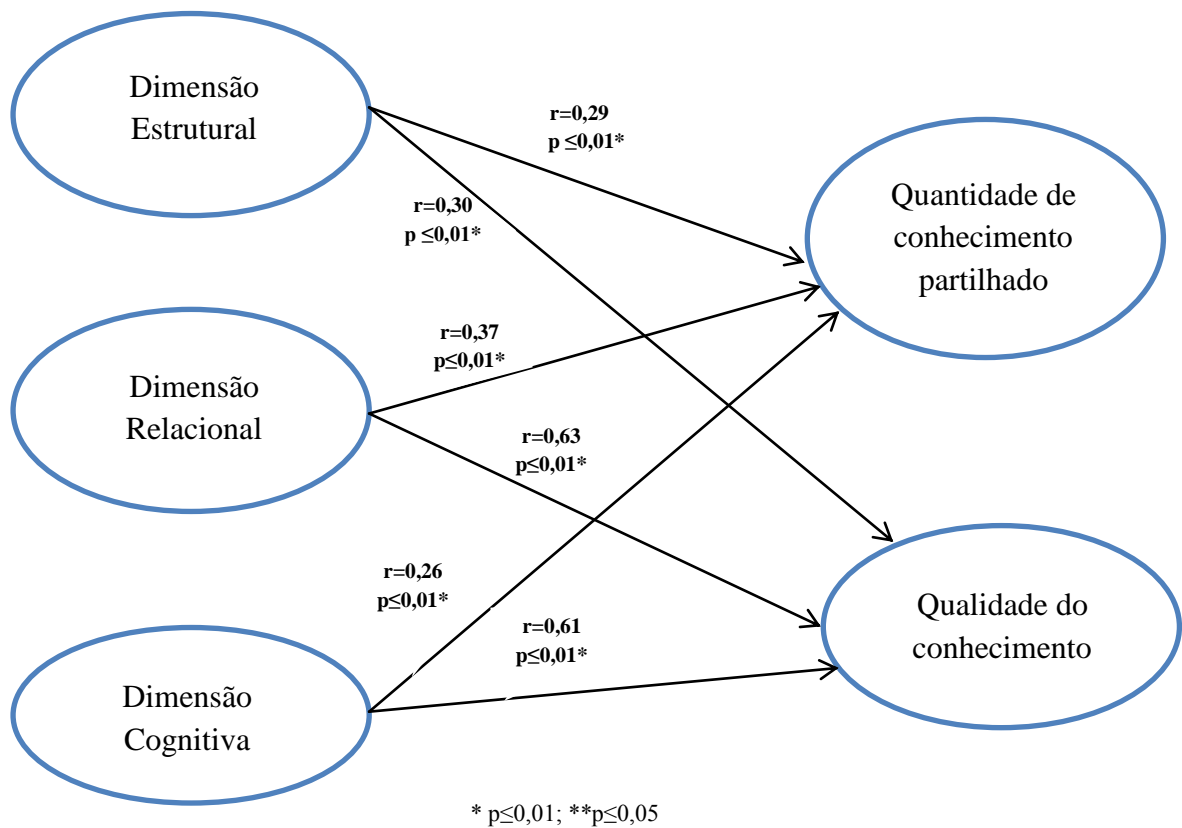 Dimensão
Estrutural
r=0,29
p ≤0,01*
Quantidade de
conhecimento
partilhado
r=0,30
p ≤0,01*
Dimensão
Relacional
r=0,37
p≤0,01*
r=0,63
p≤0,01*
Qualidade do
conhecimento
r=0,26
p≤0,01*
r=0,61
p≤0,01*
Dimensão
Cognitiva
* p≤0,01; **p≤0,05